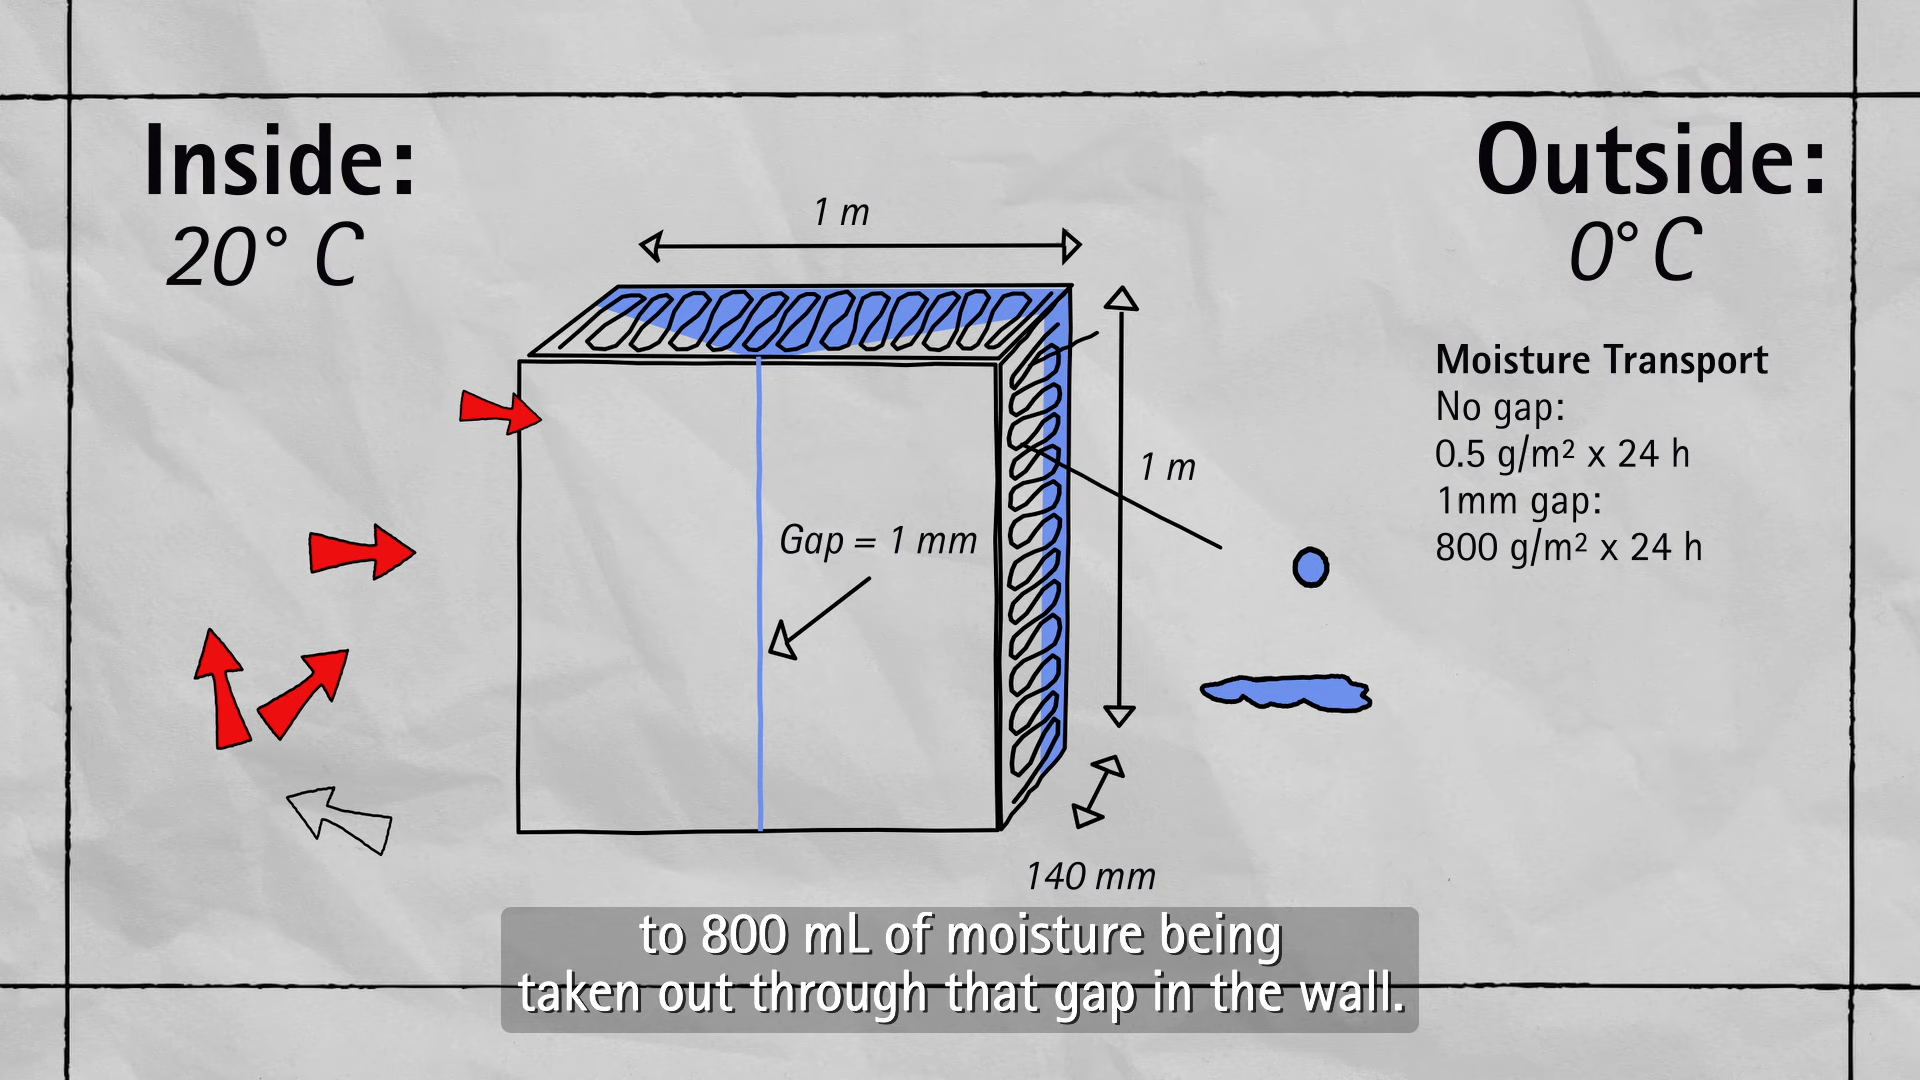 Inside:
20° C
Outside:
0° C
1 m
1 m
Gap = 1 mm
140 mm
Moisture Transport
No gap:
0.5 g/m² x 24 h
1mm gap:
800 g/m² x 24 h
to 800 mL of moisture being
taken out through that gap in the wall.